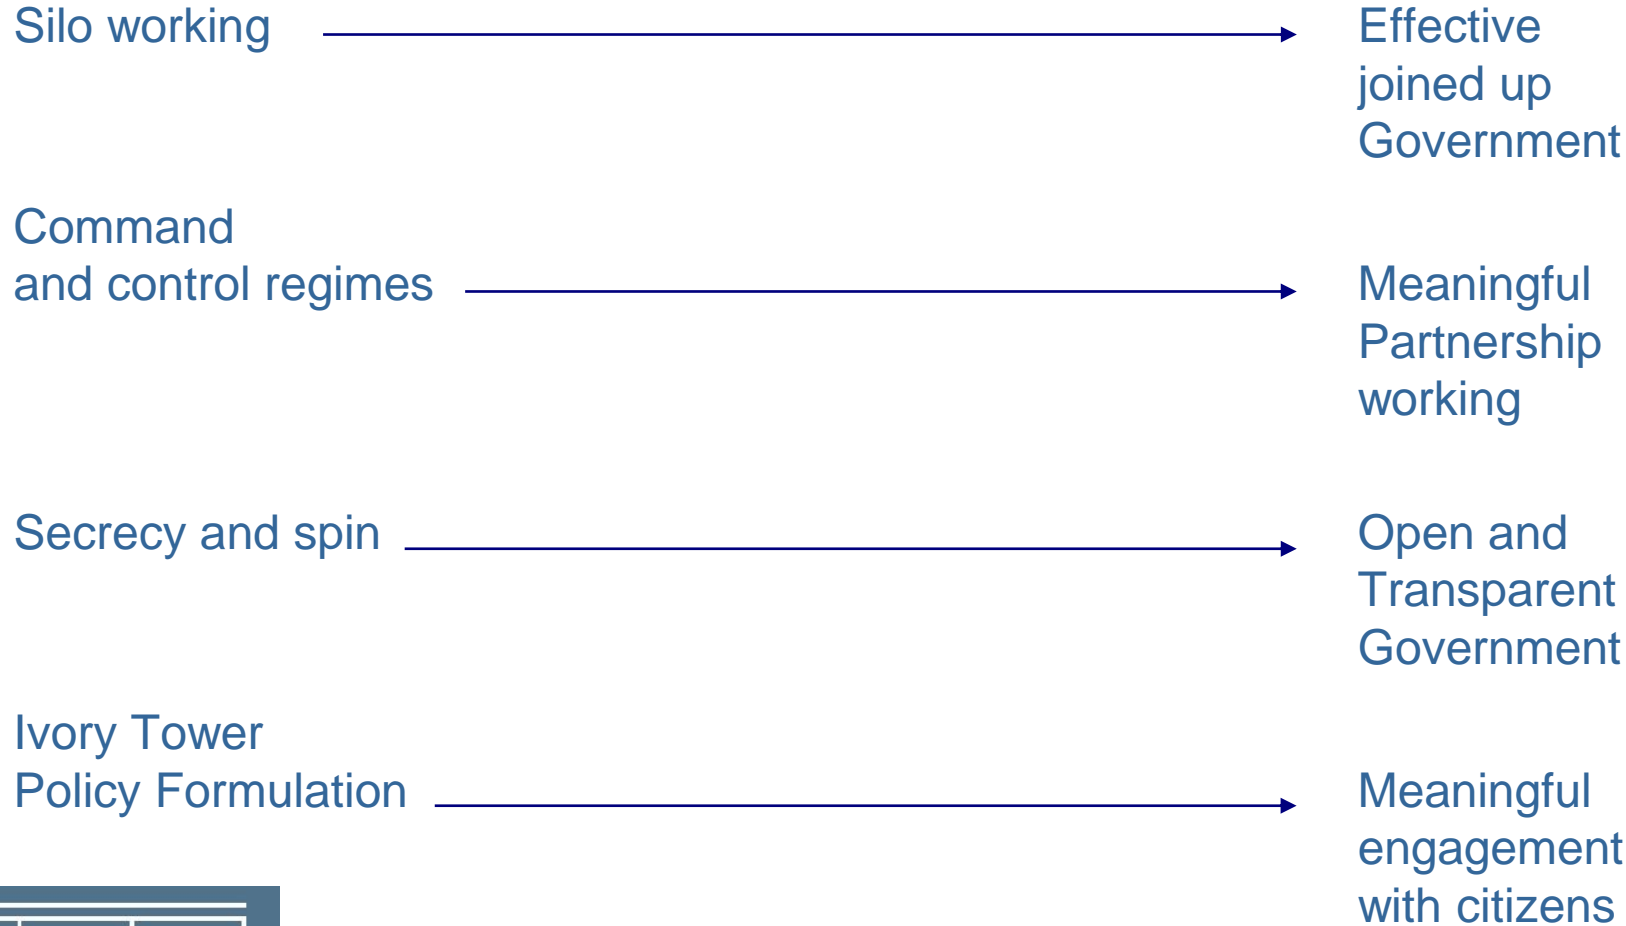 Silo working
Effective
joined up
Government
Command
and control regimes
Meaningful
Partnership
working
Secrecy and spin
Open and
Transparent
Government
Ivory Tower
Policy Formulation
Meaningful
engagement
with citizens